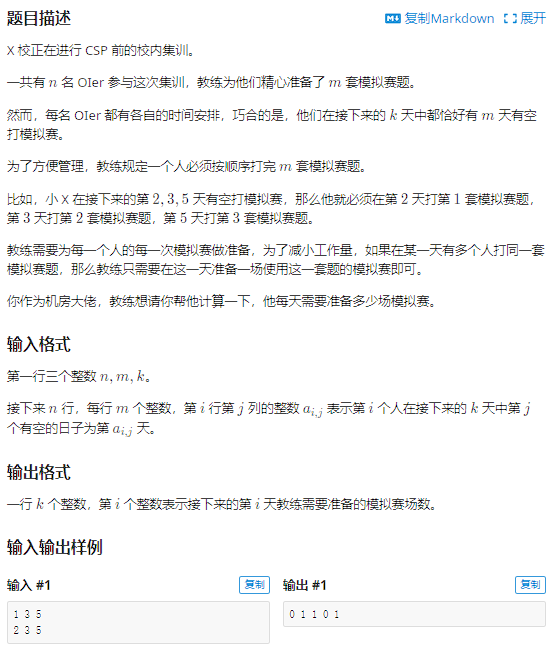 题目描述
复制Markdown 展开
X 校正在进行 CSP 前的校内集训。
一共有 n 名 OIer 参与这次集训，教练为他们精心准备了 m 套模拟赛题。
然而，每名 OIer 都有各自的时间安排，巧合的是，他们在接下来的 k 天中都恰好有 m 天有空
打模拟赛。
为了方便管理，教练规定一个人必须按顺序打完 m 套模拟赛题。
比如，小 X 在接下来的第 2, 3, 5 天有空打模拟赛，那么他就必须在第 2 天打第 1 套模拟赛题，
第 3 天打第 2 套模拟赛题，第 5 天打第 3 套模拟赛题。
教练需要为每一个人的每一次模拟赛做准备，为了减小工作量，如果在某一天有多个人打同一套
模拟赛题，那么教练只需要在这一天准备一场使用这一套题的模拟赛即可。
你作为机房大佬，教练想请你帮他计算一下，他每天需要准备多少场模拟赛。
输入格式
第一行三个整数 n, m, k。
接下来 n 行，每行 m 个整数，第 i 行第 j 列的整数 a_{i,j} 表示第 i 个人在接下来的 k 天中第 j
个有空的日子为第 a_{i,j} 天。
输出格式
一行 k 个整数，第 i 个整数表示接下来的第 i 天教练需要准备的模拟赛场数。
输入输出样例
输入 #1 复制
1 3 5
2 3 5
输出 #1 复制
0 1 1 0 1